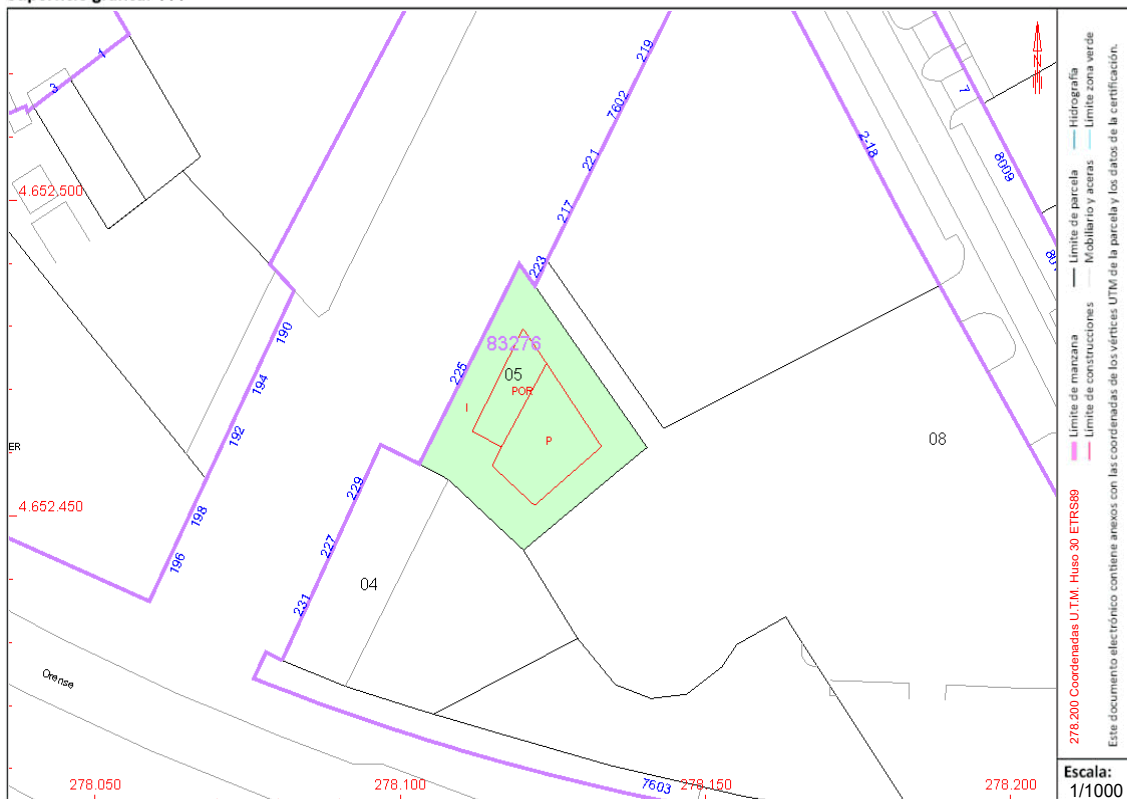 1
3
219
7602
221
217
223
2-18
7
8009
4.652.500
190
194
192
198
196
225
83276
05
POR
I
P
08
ER
4.652.450
229
227
231
04
Orense
7603
278.050
278.100
278.150
278.200
N
Límite de manzana
Límite de parcela
Hidrografía
Límite de construcciones
Mobiliario y aceras
Límite zona verde
278.200 Coordenadas U.T.M. Huso 30 ETRS89
Este documento electrónico contiene anexos con las coordenadas de los vértices UTM de la parcela y los datos de la certificación.
Escala:
1/1000